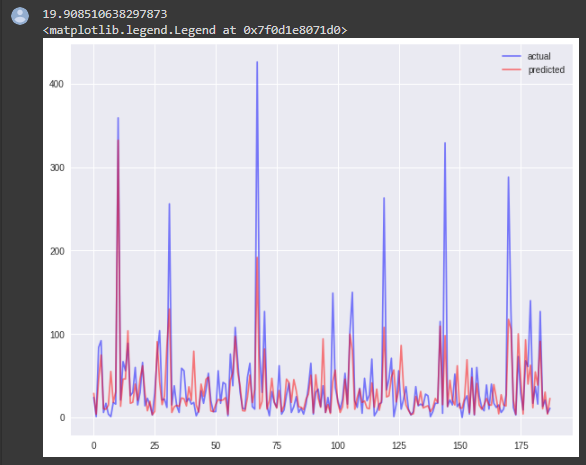 19.908510638297873
<matplotlib.legend.Legend at 0x7f0d1e8071d0>
actual
predicted
400
300
200
100
0
0 25 50 75 100 125 150 175